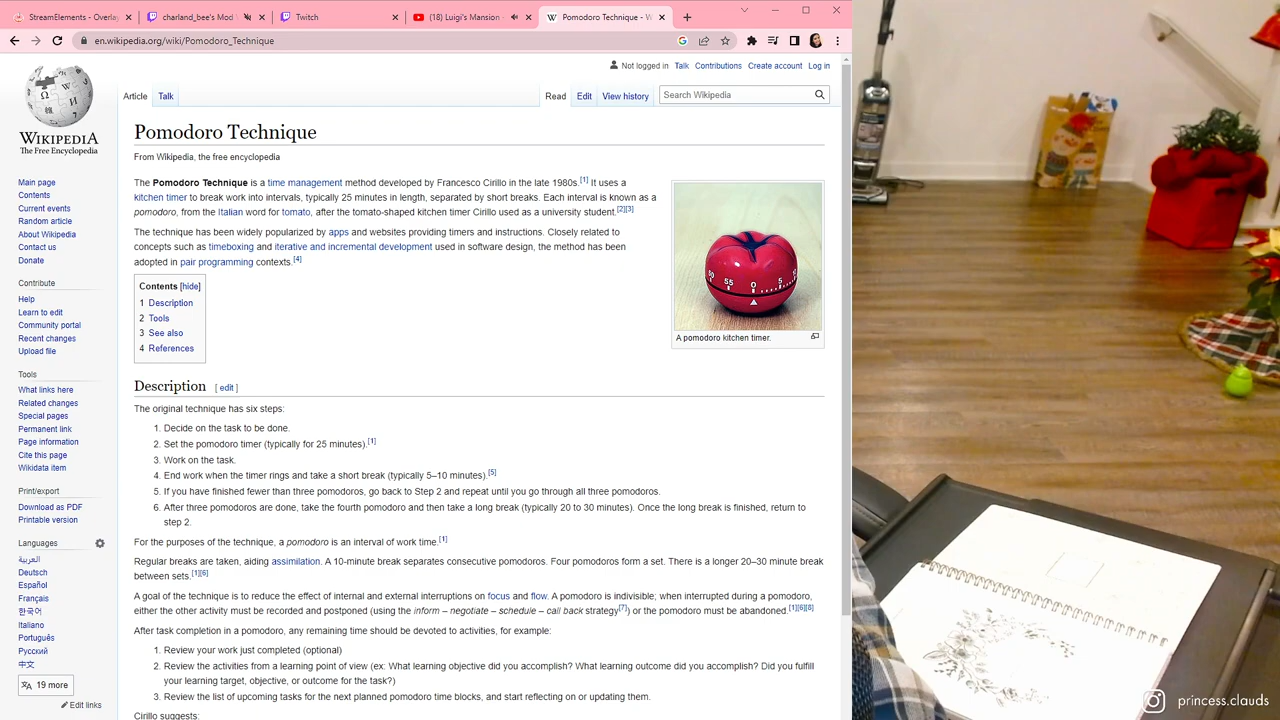 StreamElements - Overlay
charland_bee's Mod
Twitch
(18) Luigi's Mansion -
Pomodoro Technique - W
en.wikipedia.org/wiki/Pomodoro_Technique
WIKIPEDIA
The Free Encyclopedia
Not logged in Talk Contributions Create account Log in
Article Talk Read Edit View history Search Wikipedia
Pomodoro Technique
From Wikipedia, the free encyclopedia
The Pomodoro Technique is a time management method developed by Francesco Cirillo in the late 1980s.[1] It uses a
kitchen timer to break work into intervals, typically 25 minutes in length, separated by short breaks. Each interval is known as a
pomodoro, from the Italian word for tomato, after the tomato-shaped kitchen timer Cirillo used as a university student.[2][3]
The technique has been widely popularized by apps and websites providing timers and instructions. Closely related to
concepts such as timeboxing and iterative and incremental development used in software design, the method has been
adopted in pair programming contexts.[4]
55 0 5
A pomodoro kitchen timer.
Contents [hide]
1 Description
2 Tools
3 See also
4 References
Description [ edit ]
The original technique has six steps:
1. Decide on the task to be done.
2. Set the pomodoro timer (typically for 25 minutes).[1]
3. Work on the task.
4. End work when the timer rings and take a short break (typically 5–10 minutes).[5]
5. If you have finished fewer than three pomodoros, go back to Step 2 and repeat until you go through all three pomodoros.
6. After three pomodoros are done, take the fourth pomodoro and then take a long break (typically 20 to 30 minutes). Once the long break is finished, return to
step 2.
For the purposes of the technique, a pomodoro is an interval of work time.[1]
Regular breaks are taken, aiding assimilation. A 10-minute break separates consecutive pomodoros. Four pomodoros form a set. There is a longer 20–30 minute break
between sets.[1][6]
A goal of the technique is to reduce the effect of internal and external interruptions on focus and flow. A pomodoro is indivisible; when interrupted during a pomodoro,
either the other activity must be recorded and postponed (using the inform – negotiate – schedule – call back strategy[7]) or the pomodoro must be abandoned.[1][6][8]
After task completion in a pomodoro, any remaining time should be devoted to activities, for example:
1. Review your work just completed (optional)
2. Review the activities from a learning point of view (ex: What learning objective did you accomplish? What learning outcome did you accomplish? Did you fulfill
your learning target, objective, or outcome for the task?)
3. Review the list of upcoming tasks for the next planned pomodoro time blocks, and start reflecting on or updating them.
Cirillo suggests:
Main page
Contents
Current events
Random article
About Wikipedia
Contact us
Donate
Contribute
Help
Learn to edit
Community portal
Recent changes
Upload file
Tools
What links here
Related changes
Special pages
Permanent link
Page information
Cite this page
Wikidata item
Print/export
Download as PDF
Printable version
Languages
العربية
Deutsch
Español
Français
한국어
Italiano
Português
Русский
中文
19 more
Edit links
princess.clouds